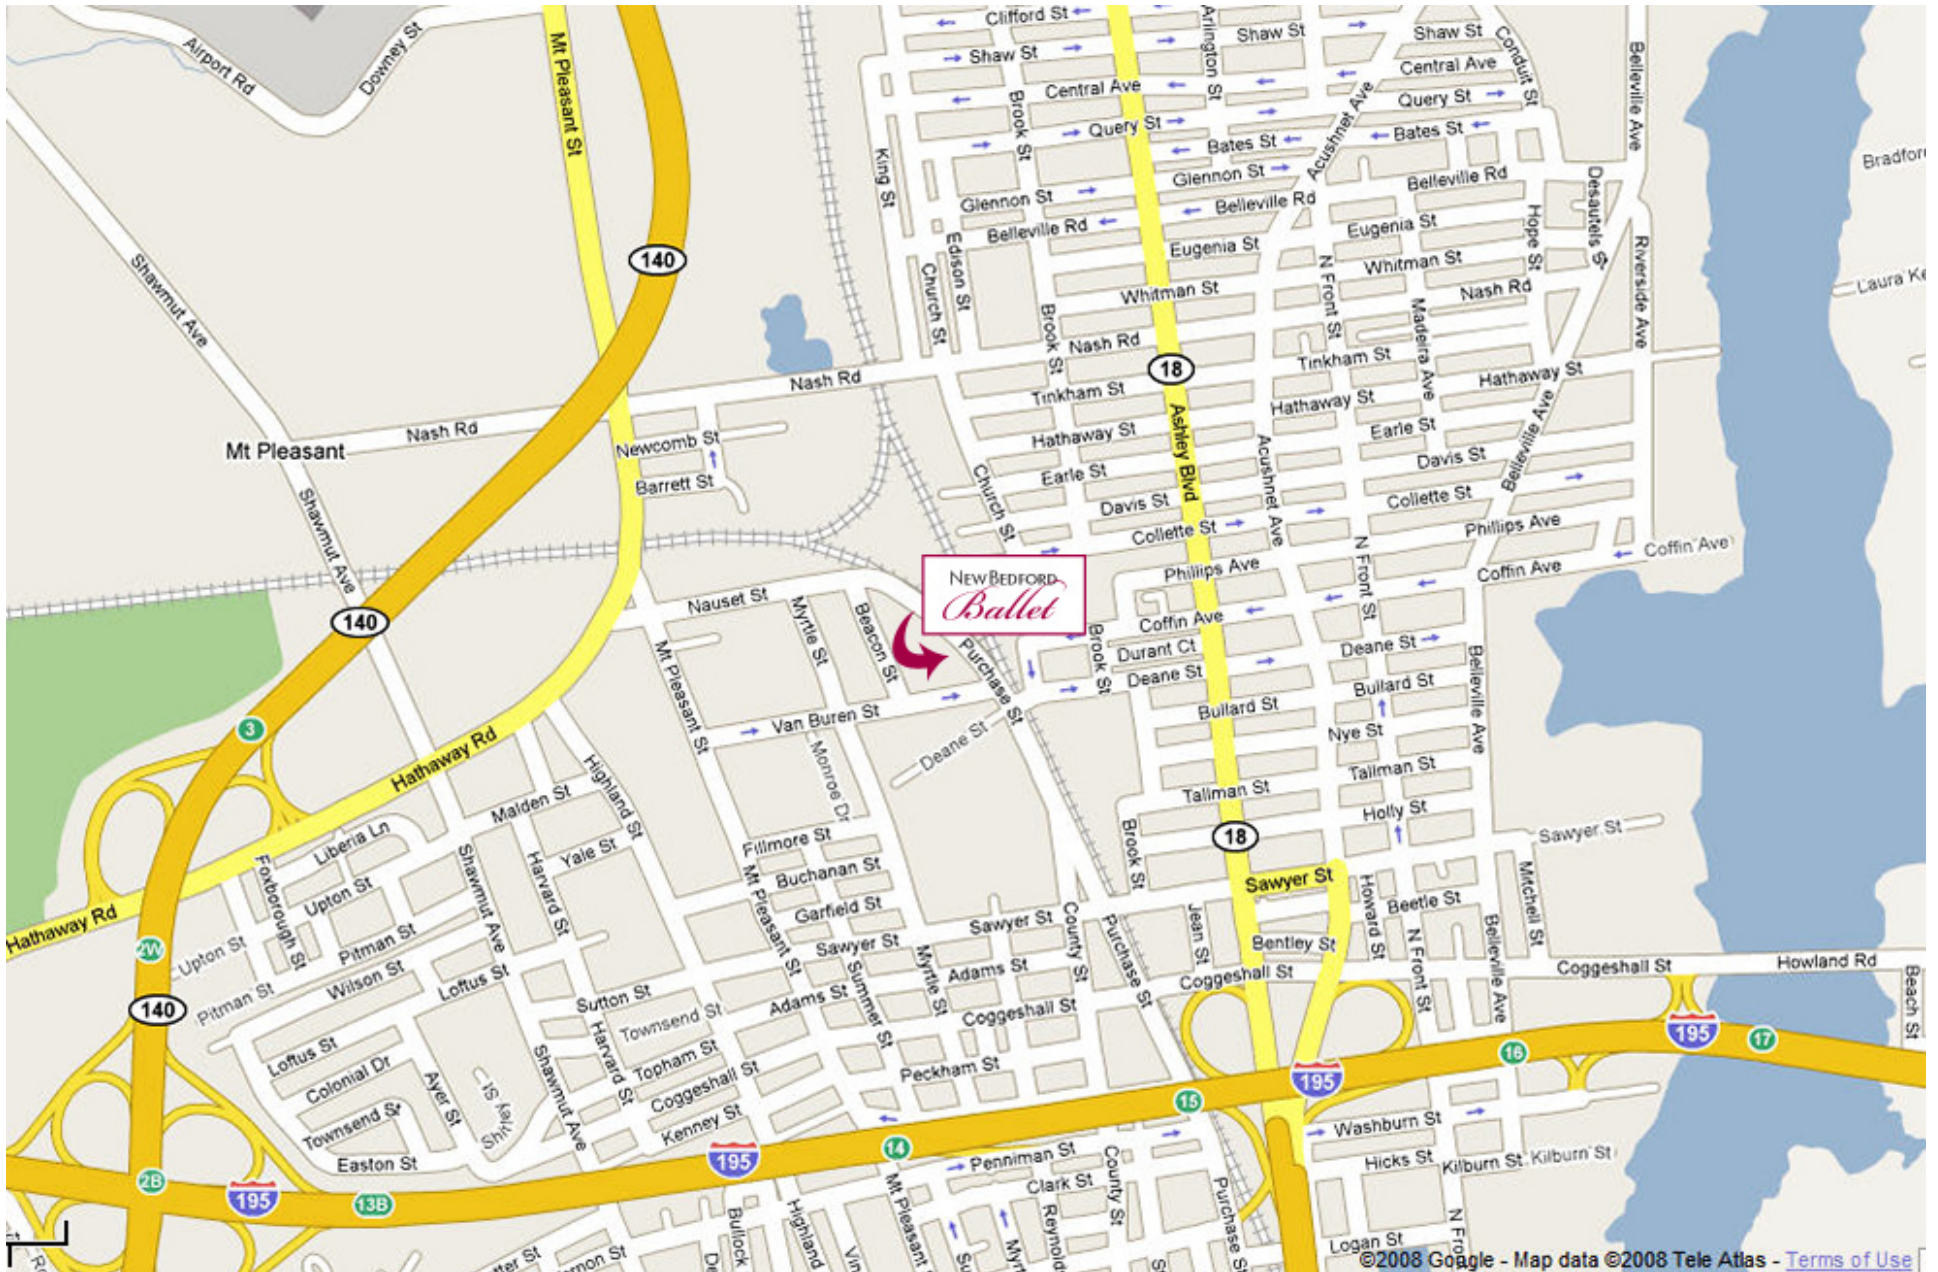 Clifford St
Shaw St
Arlington St
Shaw St
Shaw St
Conduit St
Belleville Ave
Airport Rd
Downey St
Mt Pleasant St
Central Ave
Central Ave
Brook St
Query St
Query St
Acushnet Ave
Bates St
Bates St
King St
Glennon St
Glennon St
Belleville Rd
Desautels St
Bradfor
Belleville Rd
Belleville Rd
Edison St
Eugenia St
Eugenia St
Hope St
Riverside Ave
140
Shawmut Ave
Church St
Whitman St
Whitman St
N Front St
Nash Rd
Laura Ke
Brook St
Nash Rd
Madeira Ave
18
Tinkham St
Nash Rd
Tinkham St
Hathaway St
Nash Rd
Mt Pleasant
Newcomb St
Hathaway St
Hathaway St
Ashley Blvd
Acushnet Ave
Earle St
Belleville Ave
Barrett St
Earle St
Davis St
Church St
Davis St
Collette St
Shawmut Ave
Collette St
Phillips Ave
Phillips Ave
N Front St
Coffin Ave
Coffin Ave
NEW BEDFORD
Ballet
Nauset St
Myrtle St
Beacon St
140
Coffin Ave
Brook St
Durant Ct
Deane St
Deane St
Mt Pleasant St
Purchase St
Bullard St
Belleville Ave
Van Buren St
Bullard St
3
Deane St
Nye St
Hathaway Rd
Monroe Dr
Highland St
Tallman St
Tallman St
Malden St
Holly St
Liberia Ln
Fillmore St
18
Sawyer St
Yale St
Brook St
Foxborough St
Shawmut Ave
Harvard St
Buchanan St
Mt Pleasant St
Sawyer St
Upton St
Howard St
Beetle St
Mitchell St
Hathaway Rd
Garfield St
Sawyer St
County St
Purchase St
Jean St
2W
Upton St
Pitman St
Sawyer St
Bentley St
N Front St
Belleville Ave
Wilson St
Loftus St
Adams St
Coggeshall St
Coggeshall St
Howland Rd
Pitman St
Sutton St
Adams St
Summer St
Myrtle St
Beach St
140
Townsend St
Coggeshall St
Harvard St
Loftus St
Topham St
195
17
16
Colonial Dr
Ayer St
Shifley St
Shawmut Ave
Coggeshall St
Peckham St
195
15
Townsend St
Kenney St
Washburn St
14
Easton St
195
Penniman St
Hicks St
Kilburn St
Kilburn St
2B
195
13B
Clark St
County St
Mt Pleasant
Bullock
Highland
Reynolds
Purchase St
N Fron
Logan St
©2008 Google - Map data ©2008 Tele Atlas - Terms of Use